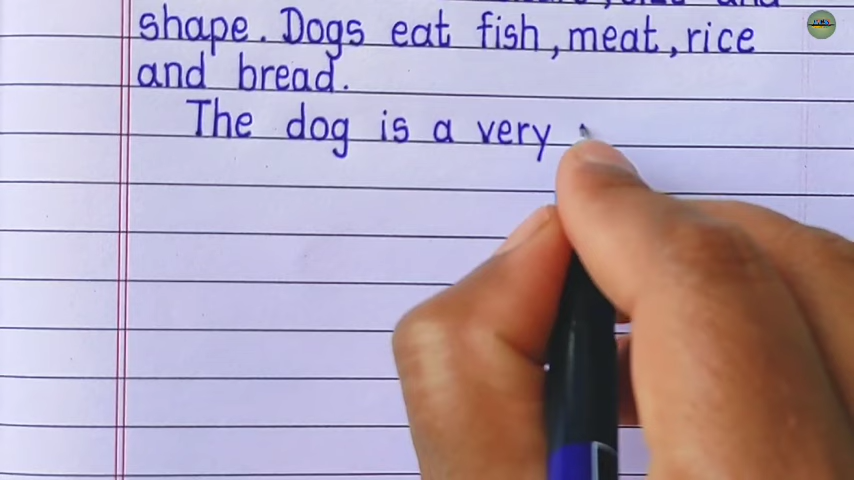 shape. Dogs eat fish, meat, rice
and bread.
The dog is a very